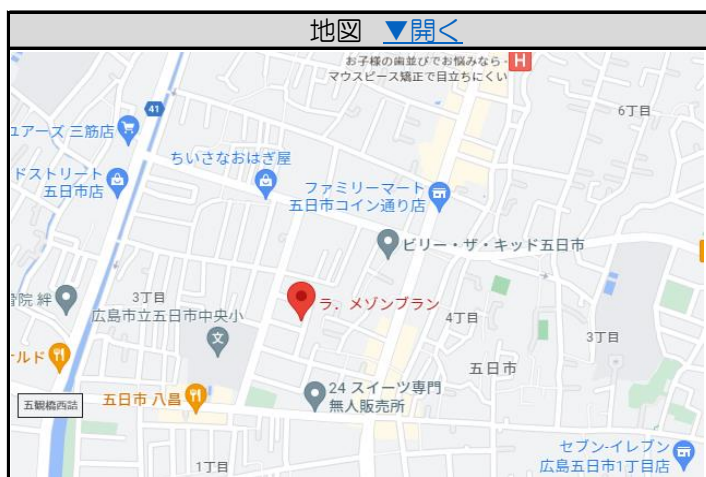 地図 ▼開く
お子様の歯並びでお悩みなら -
マウスピース矯正で目立ちにくい
H
6丁目
41
ユアーズ 三筋店
ドストリート
五日市店
ちいさなおはぎ屋
ファミリーマート
五日市コイン通り店
ビリー・ザ・キッド五日市
骨院 絆
3丁目
広島市立五日市中央小
文
ラ．メゾンブラン
4丁目
3丁目
ールド
五日市
五観橋西詰
五日市 八昌
24 スイーツ専門
無人販売所
1丁目
セブン-イレブン
広島五日市1丁目店